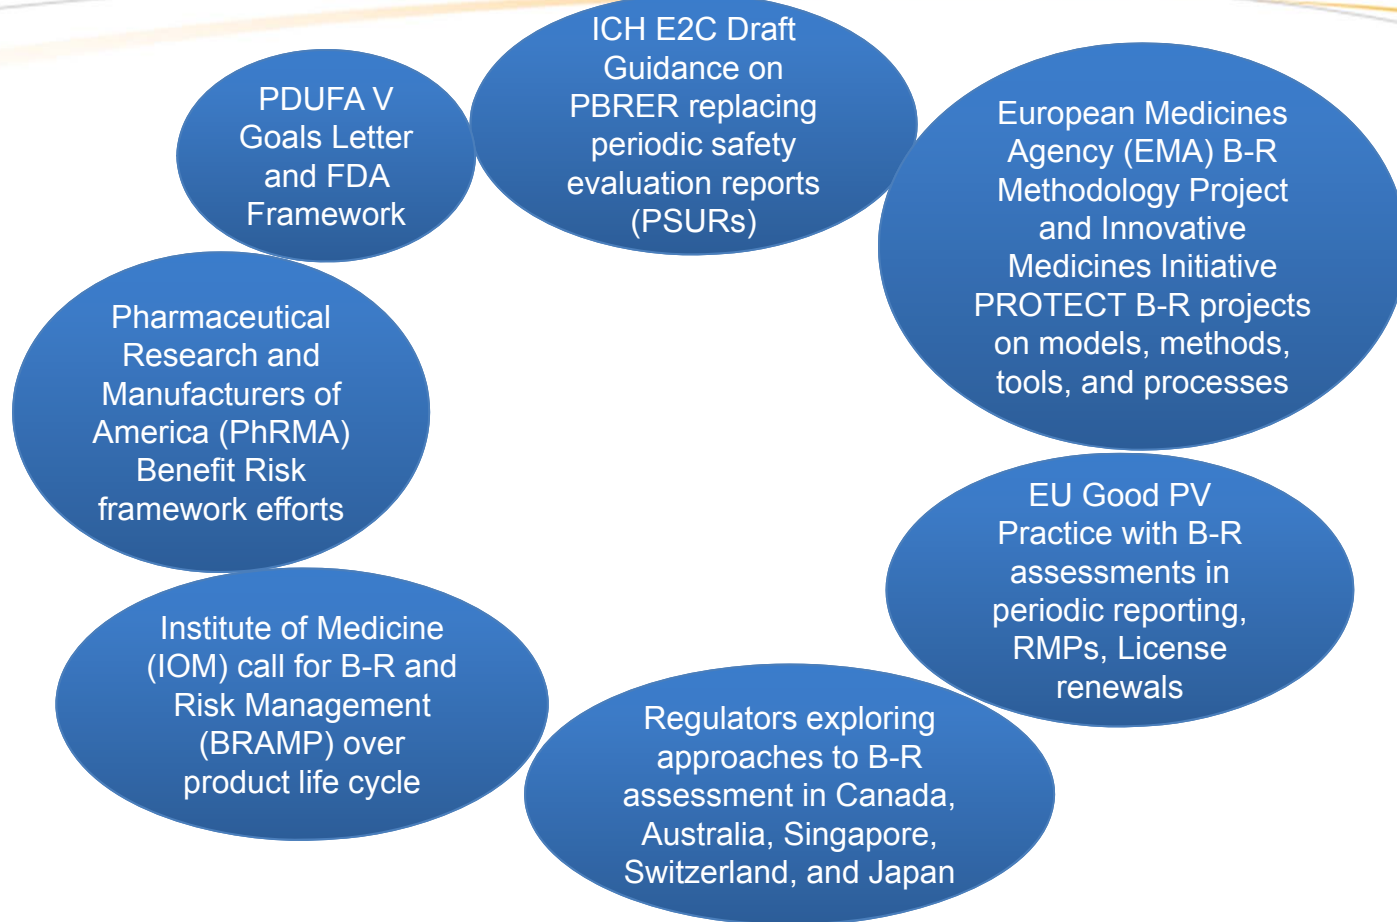 PDUFA V
Goals Letter
and FDA
Framework
ICH E2C Draft
Guidance on
PBRER replacing
periodic safety
evaluation reports
(PSURs)
European Medicines
Agency (EMA) B-R
Methodology Project
and Innovative
Medicines Initiative
PROTECT B-R projects
on models, methods,
tools, and processes
Pharmaceutical
Research and
Manufacturers of
America (PhRMA)
Benefit Risk
framework efforts
EU Good PV
Practice with B-R
assessments in
periodic reporting,
RMPs, License
renewals
Institute of Medicine
(IOM) call for B-R and
Risk Management
(BRAMP) over
product life cycle
Regulators exploring
approaches to B-R
assessment in Canada,
Australia, Singapore,
Switzerland, and Japan